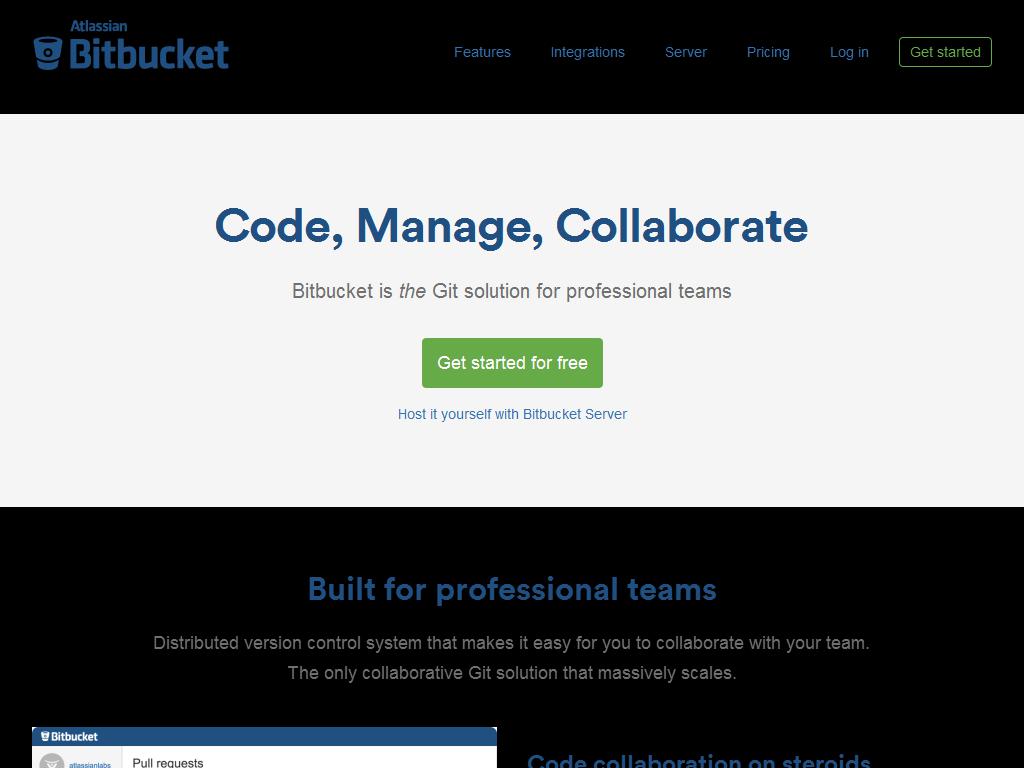 Atlassian
Bitbucket
Features Integrations Server Pricing Log in Get started
Code, Manage, Collaborate
Bitbucket is the Git solution for professional teams
Get started for free
Host it yourself with Bitbucket Server
Built for professional teams
Distributed version control system that makes it easy for you to collaborate with your team.
The only collaborative Git solution that massively scales.
Bitbucket
atlassianlabs
Pull requests
Code collaboration on steroids